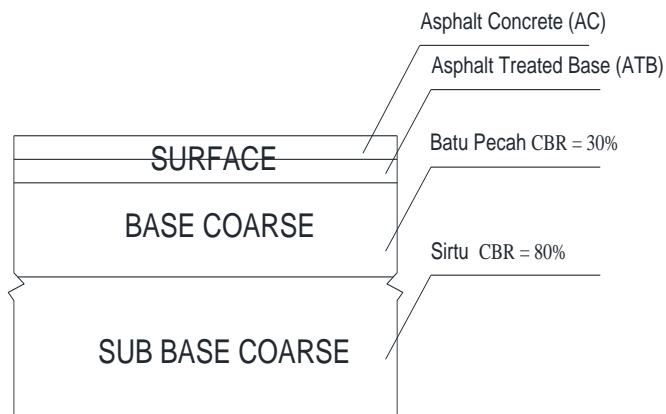 Asphalt Concrete (AC)
Asphalt Treated Base (ATB)
SURFACE
Batu Pecah CBR = 30%
BASE COARSE
Sirtu CBR = 80%
SUB BASE COARSE